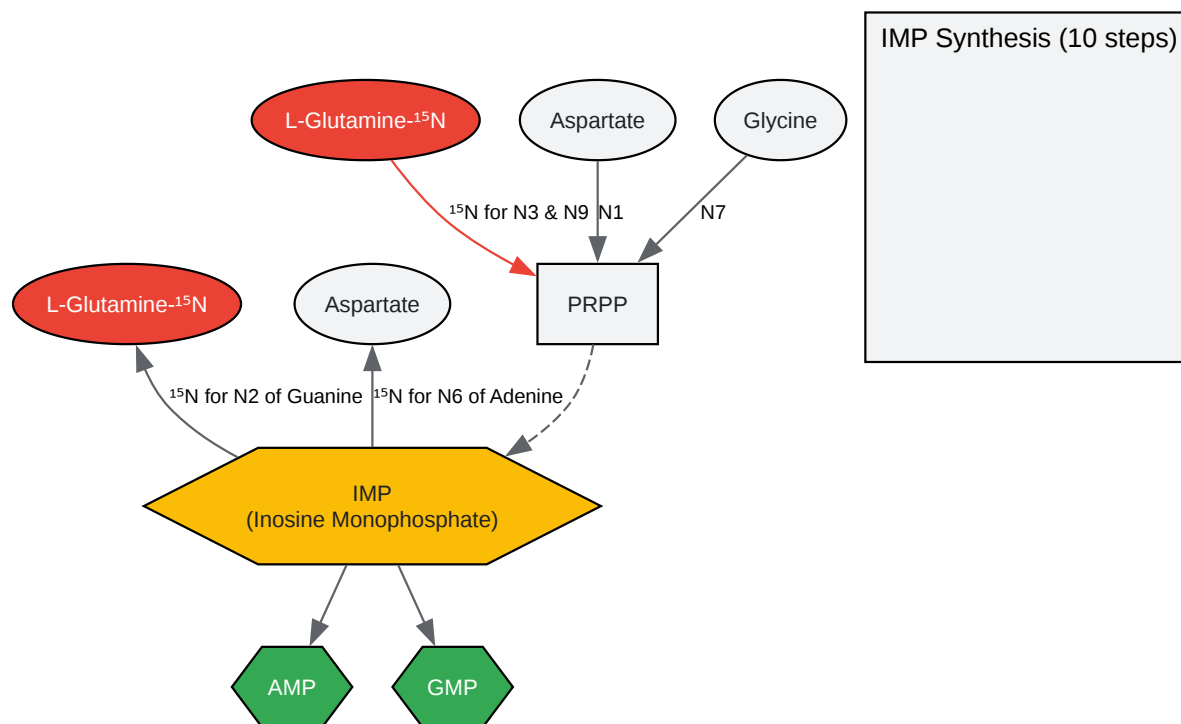 IMP Synthesis (10 steps)
L-Glutamine-¹⁵N
Aspartate
Glycine
¹⁵N for N3 & N9
N1
N7
L-Glutamine-¹⁵N
Aspartate
PRPP
¹⁵N for N2 of Guanine
¹⁵N for N6 of Adenine
IMP
(Inosine Monophosphate)
AMP
GMP